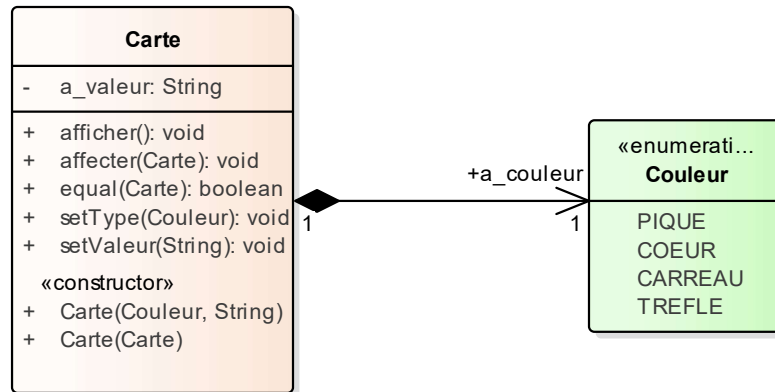 Carte
- a_valeur: String
+ afficher(): void
+ affecter(Carte): void
+ equal(Carte): boolean
+ setType(Couleur): void
+ setValeur(String): void
«constructor»
+ Carte(Couleur, String)
+ Carte(Carte)
1
+a_couleur
1
«enumerati...
Couleur
PIQUE
COEUR
CARREAU
TREFLE